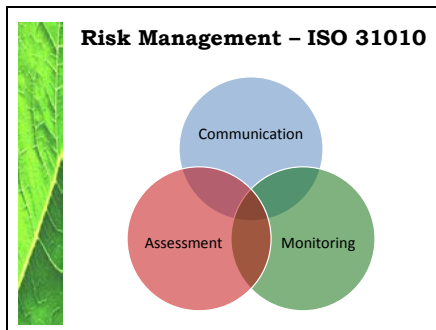 Risk Management – ISO 31010
Communication
Assessment
Monitoring